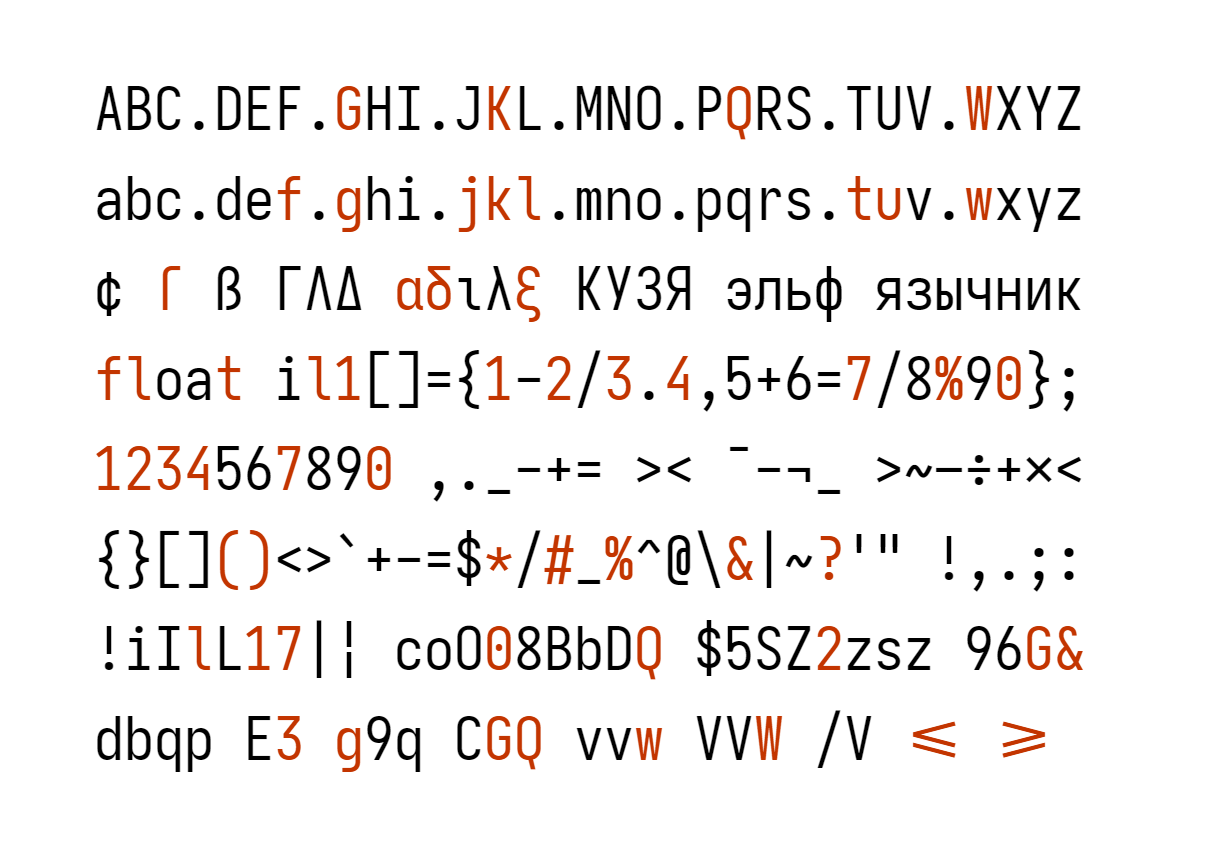 ABC.DEF.GHI.JKL.MNO.PQRS.TUV.WXYZ
abc.def.ghi.jkl.mno.pqrs.tuv.wxyz
¢ ſ ß ΓΛΔ αδιλξ КУЗЯ эльф язычник
float il1[]={1-2/3.4,5+6=7/8%90};
1234567890 ,._-+= >< ¯-¬_ >~–÷+×<
{}[]()<>`+-=$*/#_%^@\&|~?'" !,.;:
!iIlL17|¦ coO08BbDQ $5SZ2zsz 96G&
dbqp E3 g9q CGQ vvw VVW /V ⩽ ⩾